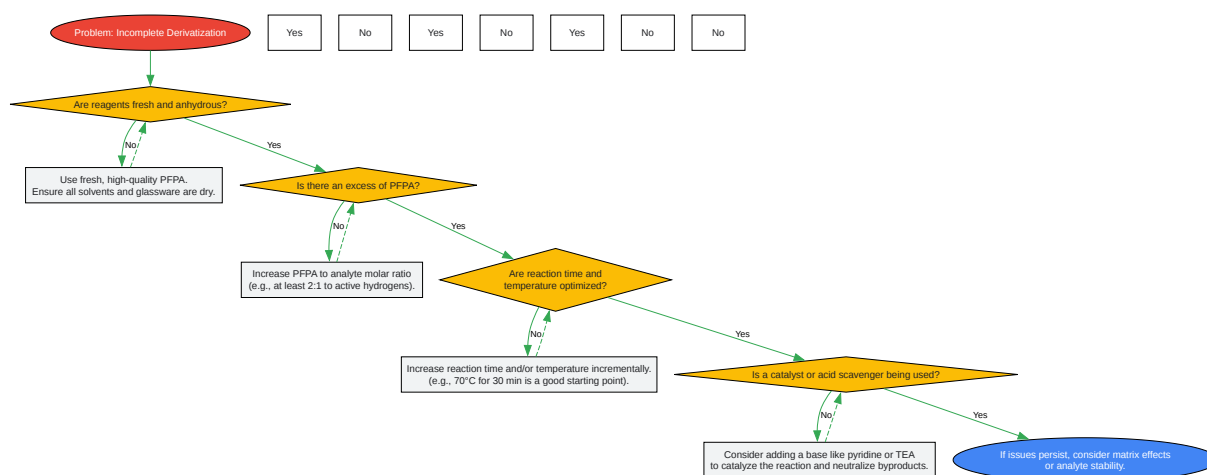 Problem: Incomplete Derivatization
Yes
No
Yes
No
Yes
No
No
Are reagents fresh and anhydrous?
No
Yes
Use fresh, high-quality PFPA.
Ensure all solvents and glassware are dry.
Is there an excess of PFPA?
No
Yes
Increase PFPA to analyte molar ratio
(e.g., at least 2:1 to active hydrogens).
Are reaction time and
temperature optimized?
No
Yes
Increase reaction time and/or temperature incrementally.
(e.g., 70°C for 30 min is a good starting point).
Is a catalyst or acid scavenger being used?
No
Yes
Consider adding a base like pyridine or TEA
to catalyze the reaction and neutralize byproducts.
If issues persist, consider matrix effects
or analyte stability.